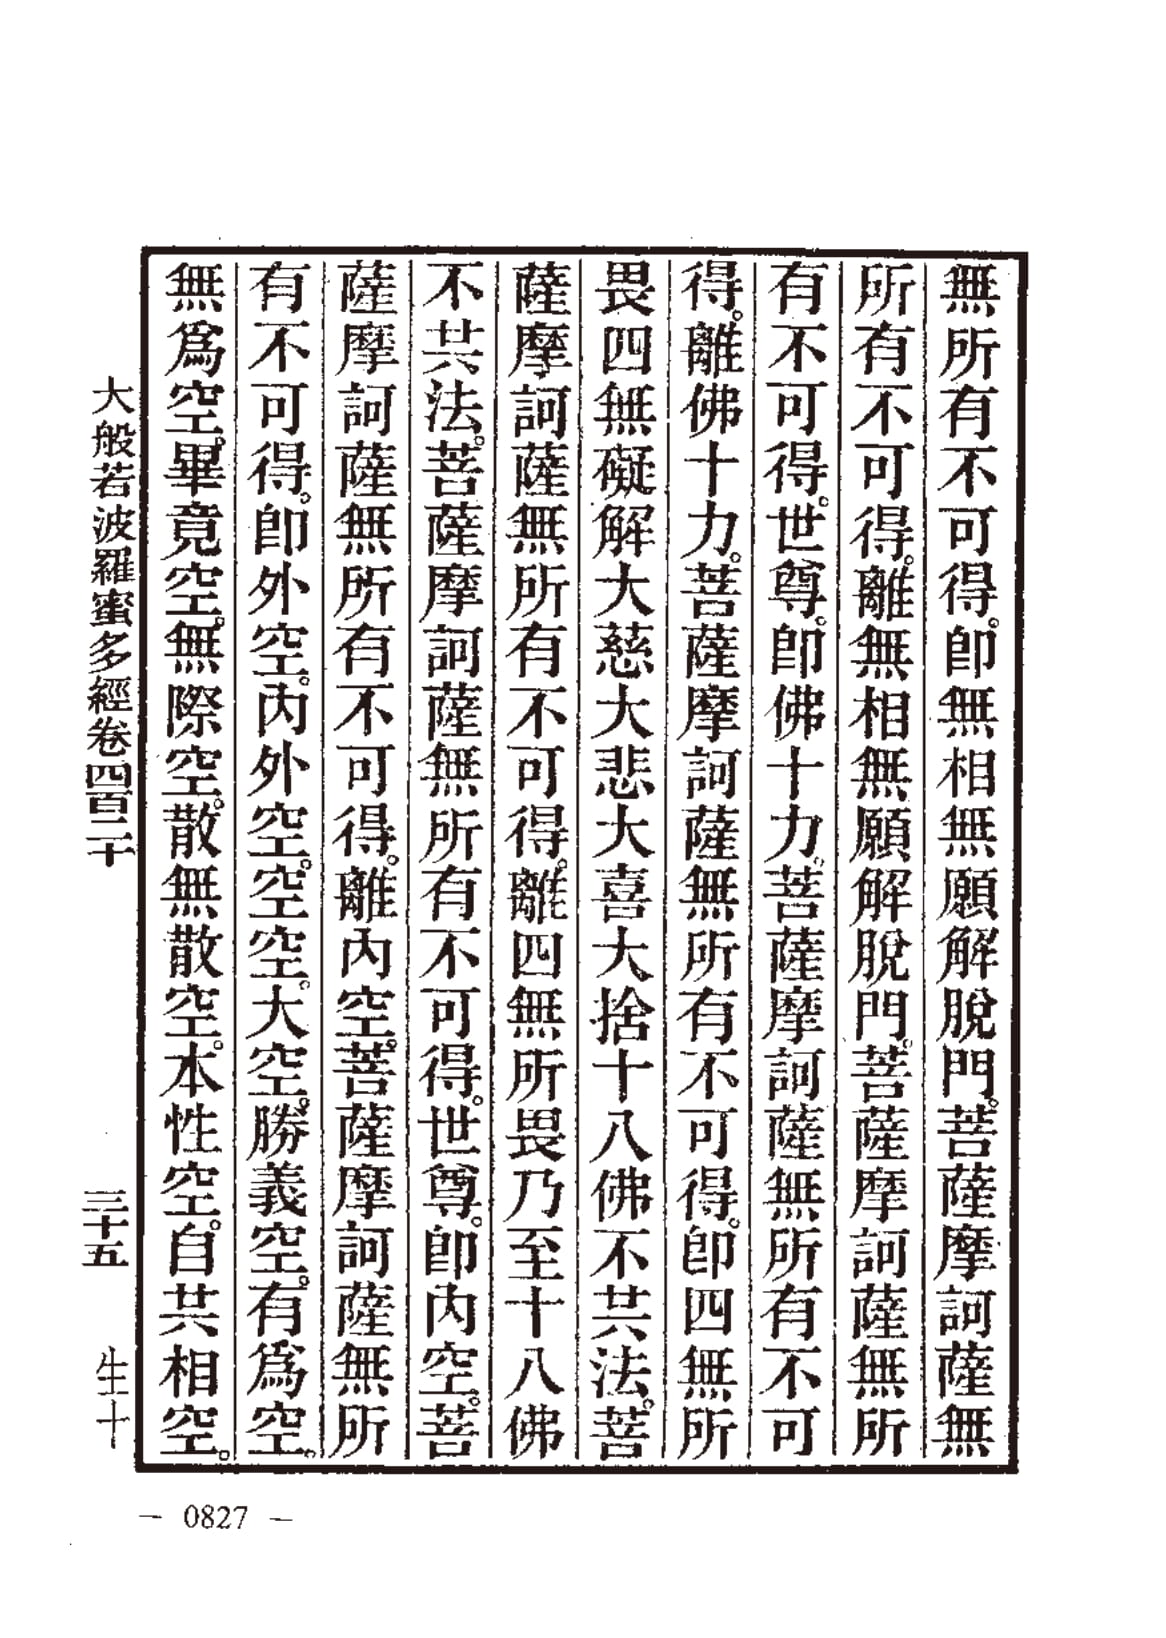 無所有不可得。卽無相無願解脫門。菩薩摩訶薩無
所有不可得。離無相無願解脫門。菩薩摩訶薩無所
有不可得。世尊。卽佛十力。菩薩摩訶薩無所有不可
得。離佛十力。菩薩摩訶薩無所有不可得。卽四無所
畏四無礙解大慈大悲大喜大捨十八佛不共法。菩
薩摩訶薩無所有不可得。離四無所畏乃至十八佛
不共法。菩薩摩訶薩無所有不可得。世尊。卽內空。菩
薩摩訶薩無所有不可得。離內空。菩薩摩訶薩無所
有不可得。卽外空。內外空。空空。大空。勝義空。有爲空。
無爲空。畢竟空。無際空。散無散空。本性空。自共相空。
大般若波羅蜜多經卷四百二十
三十五
生十
— 0827 —